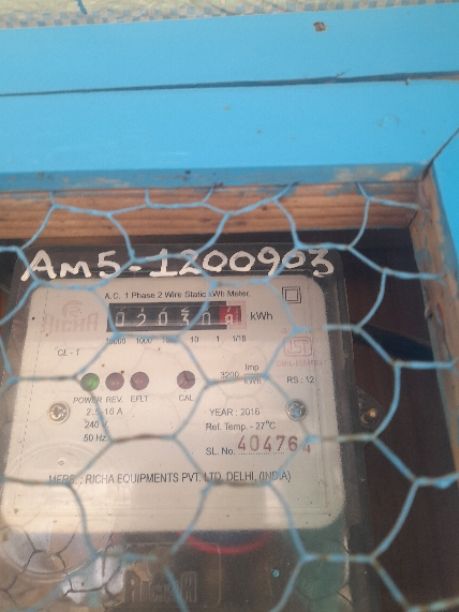 AM5-1200903
A.C. 1 Phase 2 Wire Static kWh Meter.
kWh
10000 1000 10 1 1/10
CL - 1
3200 Imp
kWh
RS : 12
POWER REV. EFLT CAL
240 V
50 Hz
YEAR : 2016
Ref. Temp. - 27°C
SL. No. 404764
RICHA EQUIPMENTS PVT. LTD. DELHI, (INDIA)